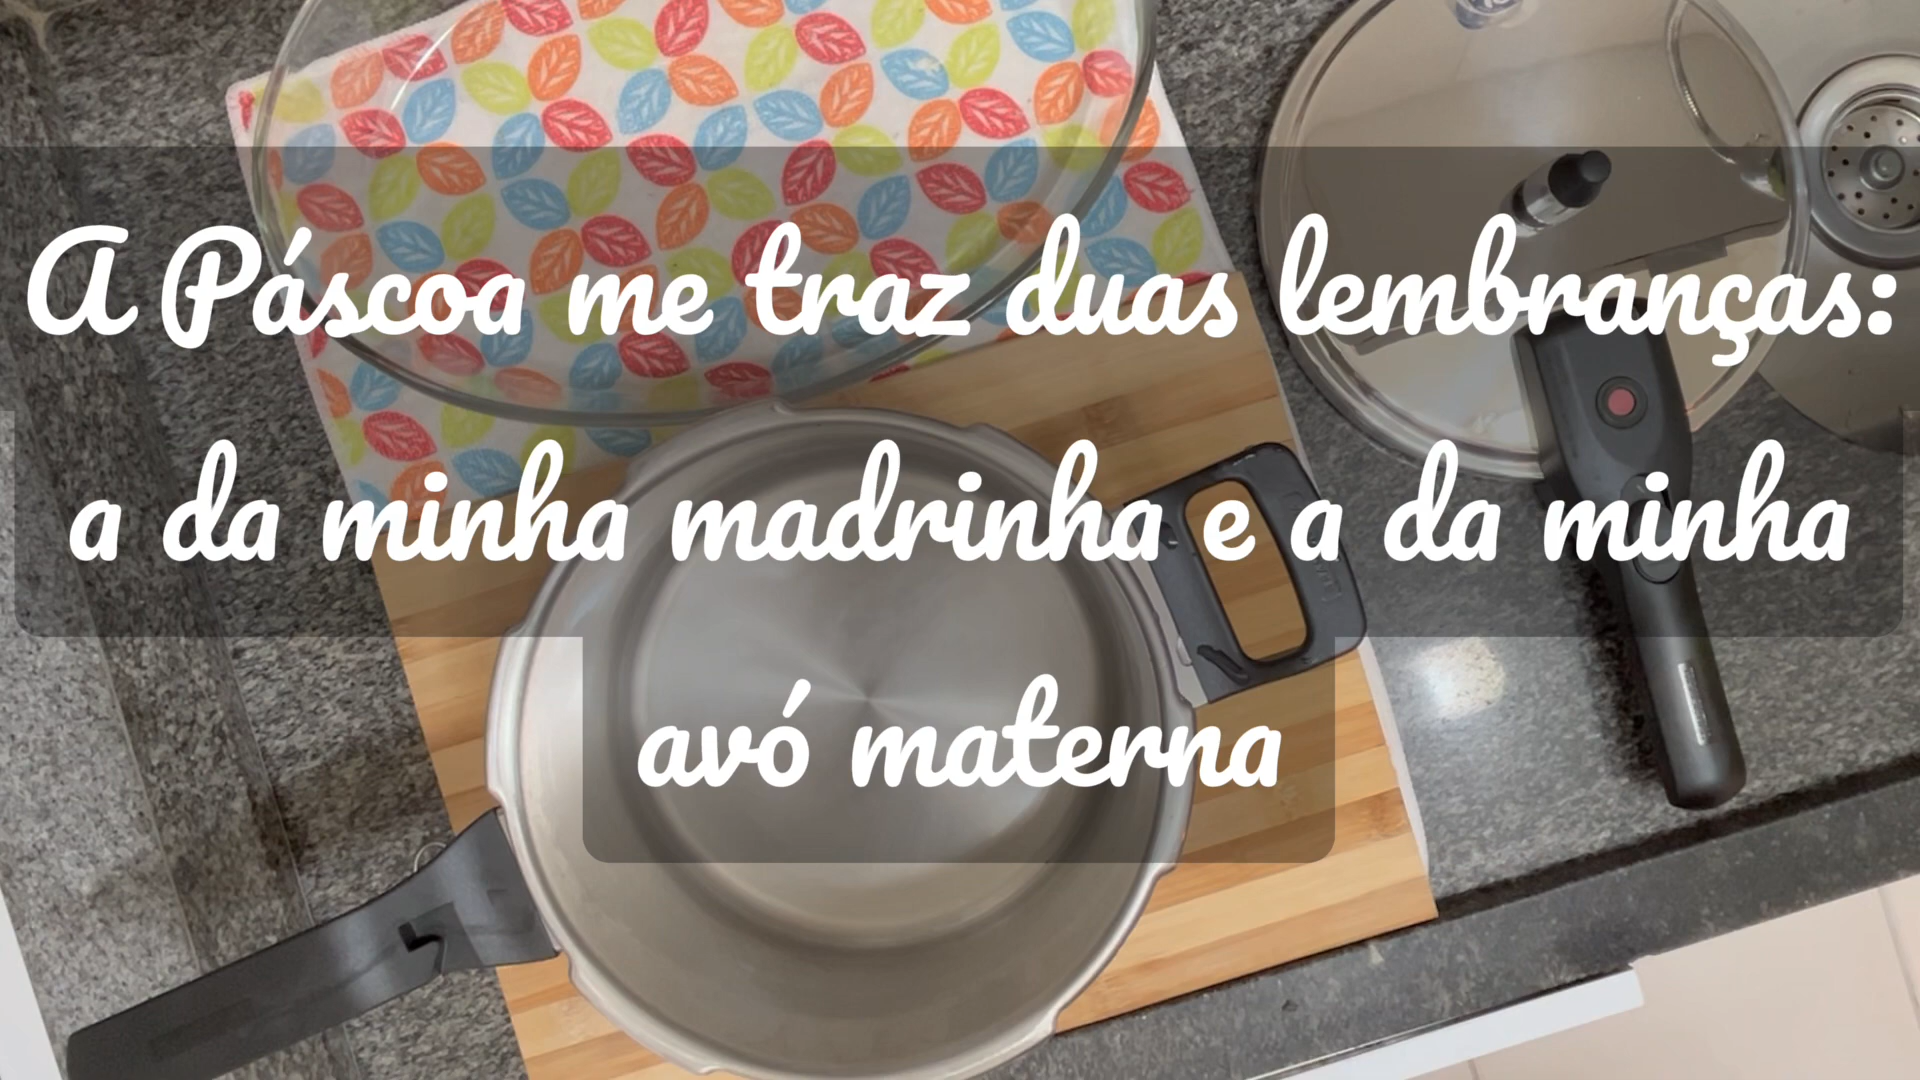 A Páscoa me traz duas lembranças:
a da minha madrinha e a da minha
avó materna